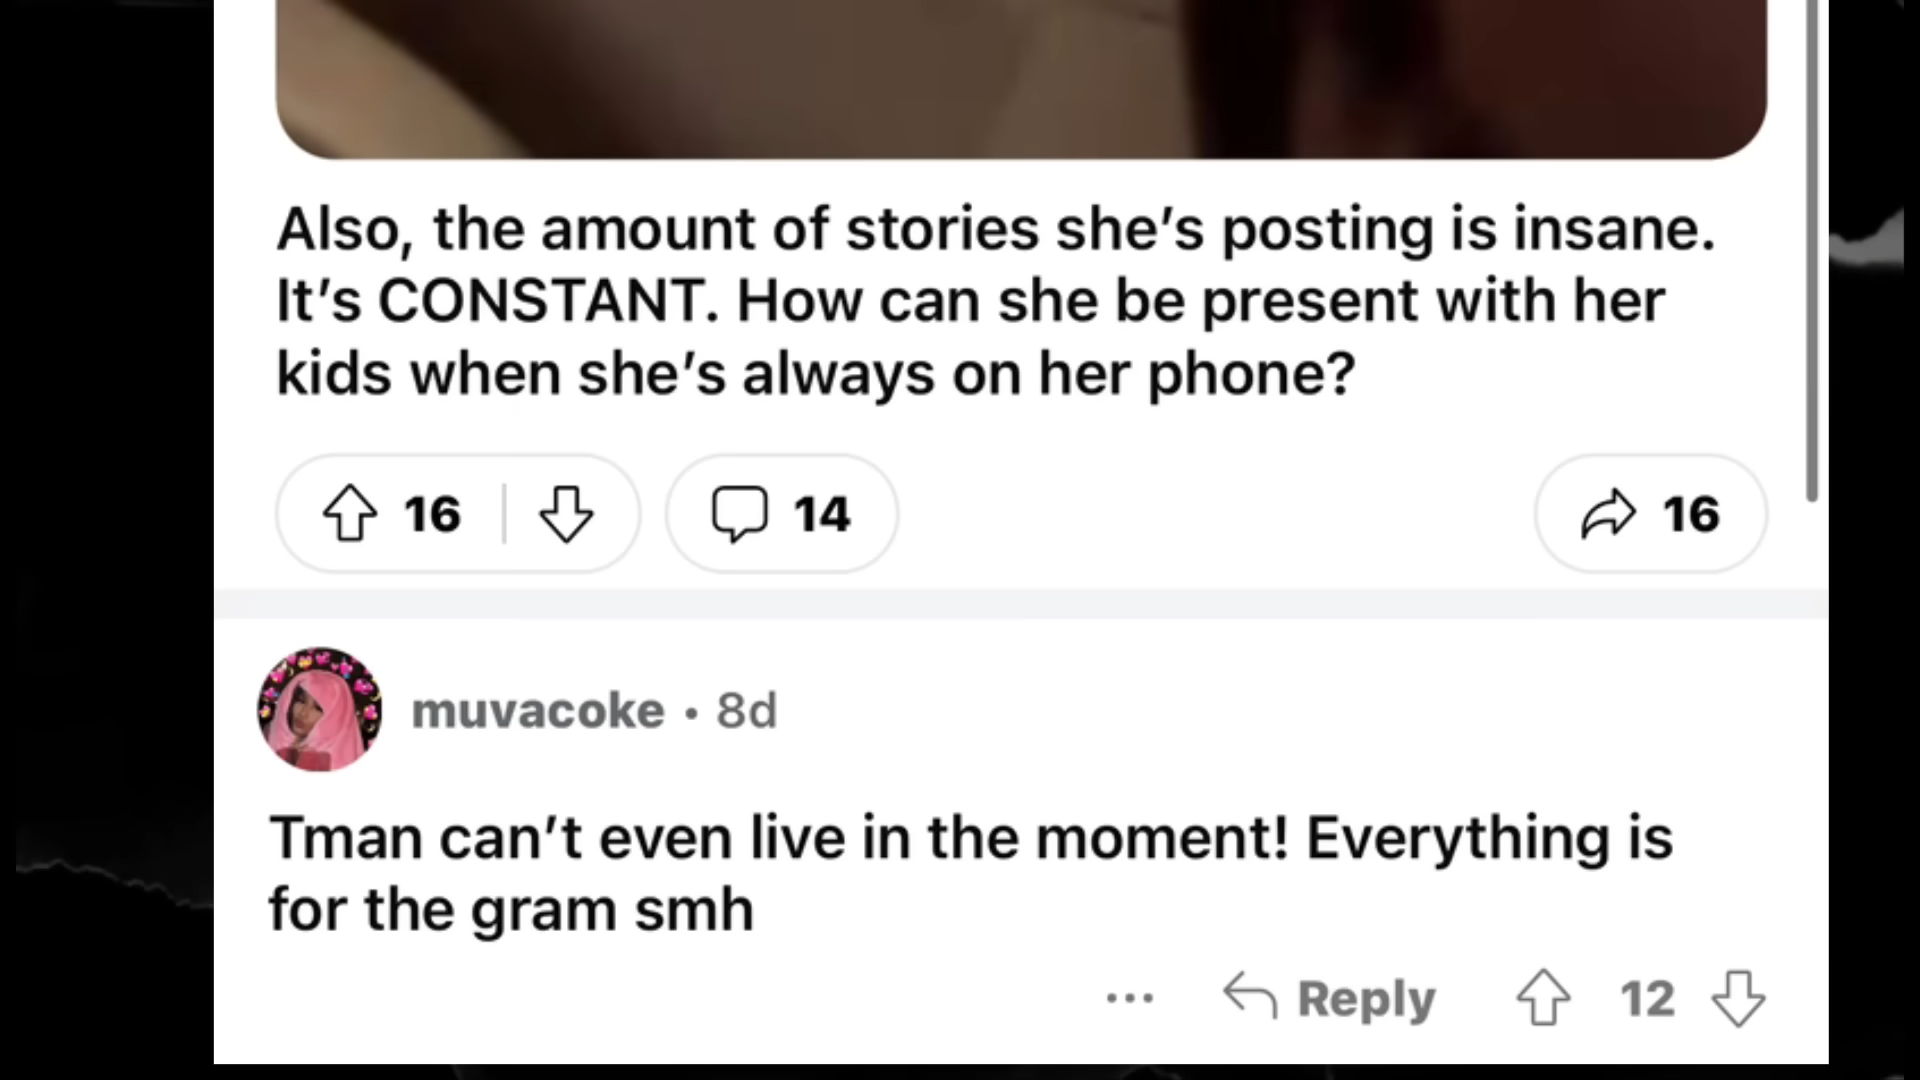 Also, the amount of stories she's posting is insane.
It's CONSTANT. How can she be present with her
kids when she's always on her phone?
16 14 16
muvacoke • 8d
Tman can't even live in the moment! Everything is
for the gram smh
... Reply 12